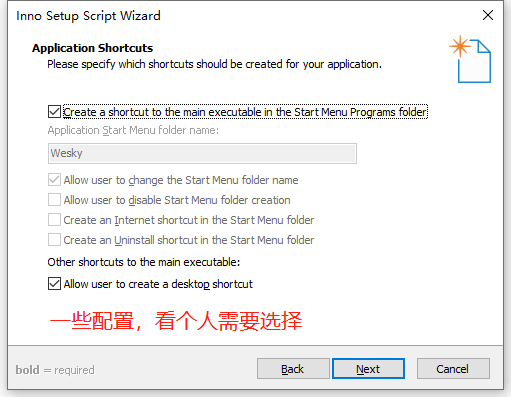 Inno Setup Script Wizard
Application Shortcuts
Please specify which shortcuts should be created for your application.
Create a shortcut to the main executable in the Start Menu Programs folder
Application Start Menu folder name:
Wesky
Allow user to change the Start Menu folder name
Allow user to disable Start Menu folder creation
Create an Internet shortcut in the Start Menu folder
Create an Uninstall shortcut in the Start Menu folder
Other shortcuts to the main executable:
Allow user to create a desktop shortcut
一些配置，看个人需要选择
bold = required
Back
Next
Cancel